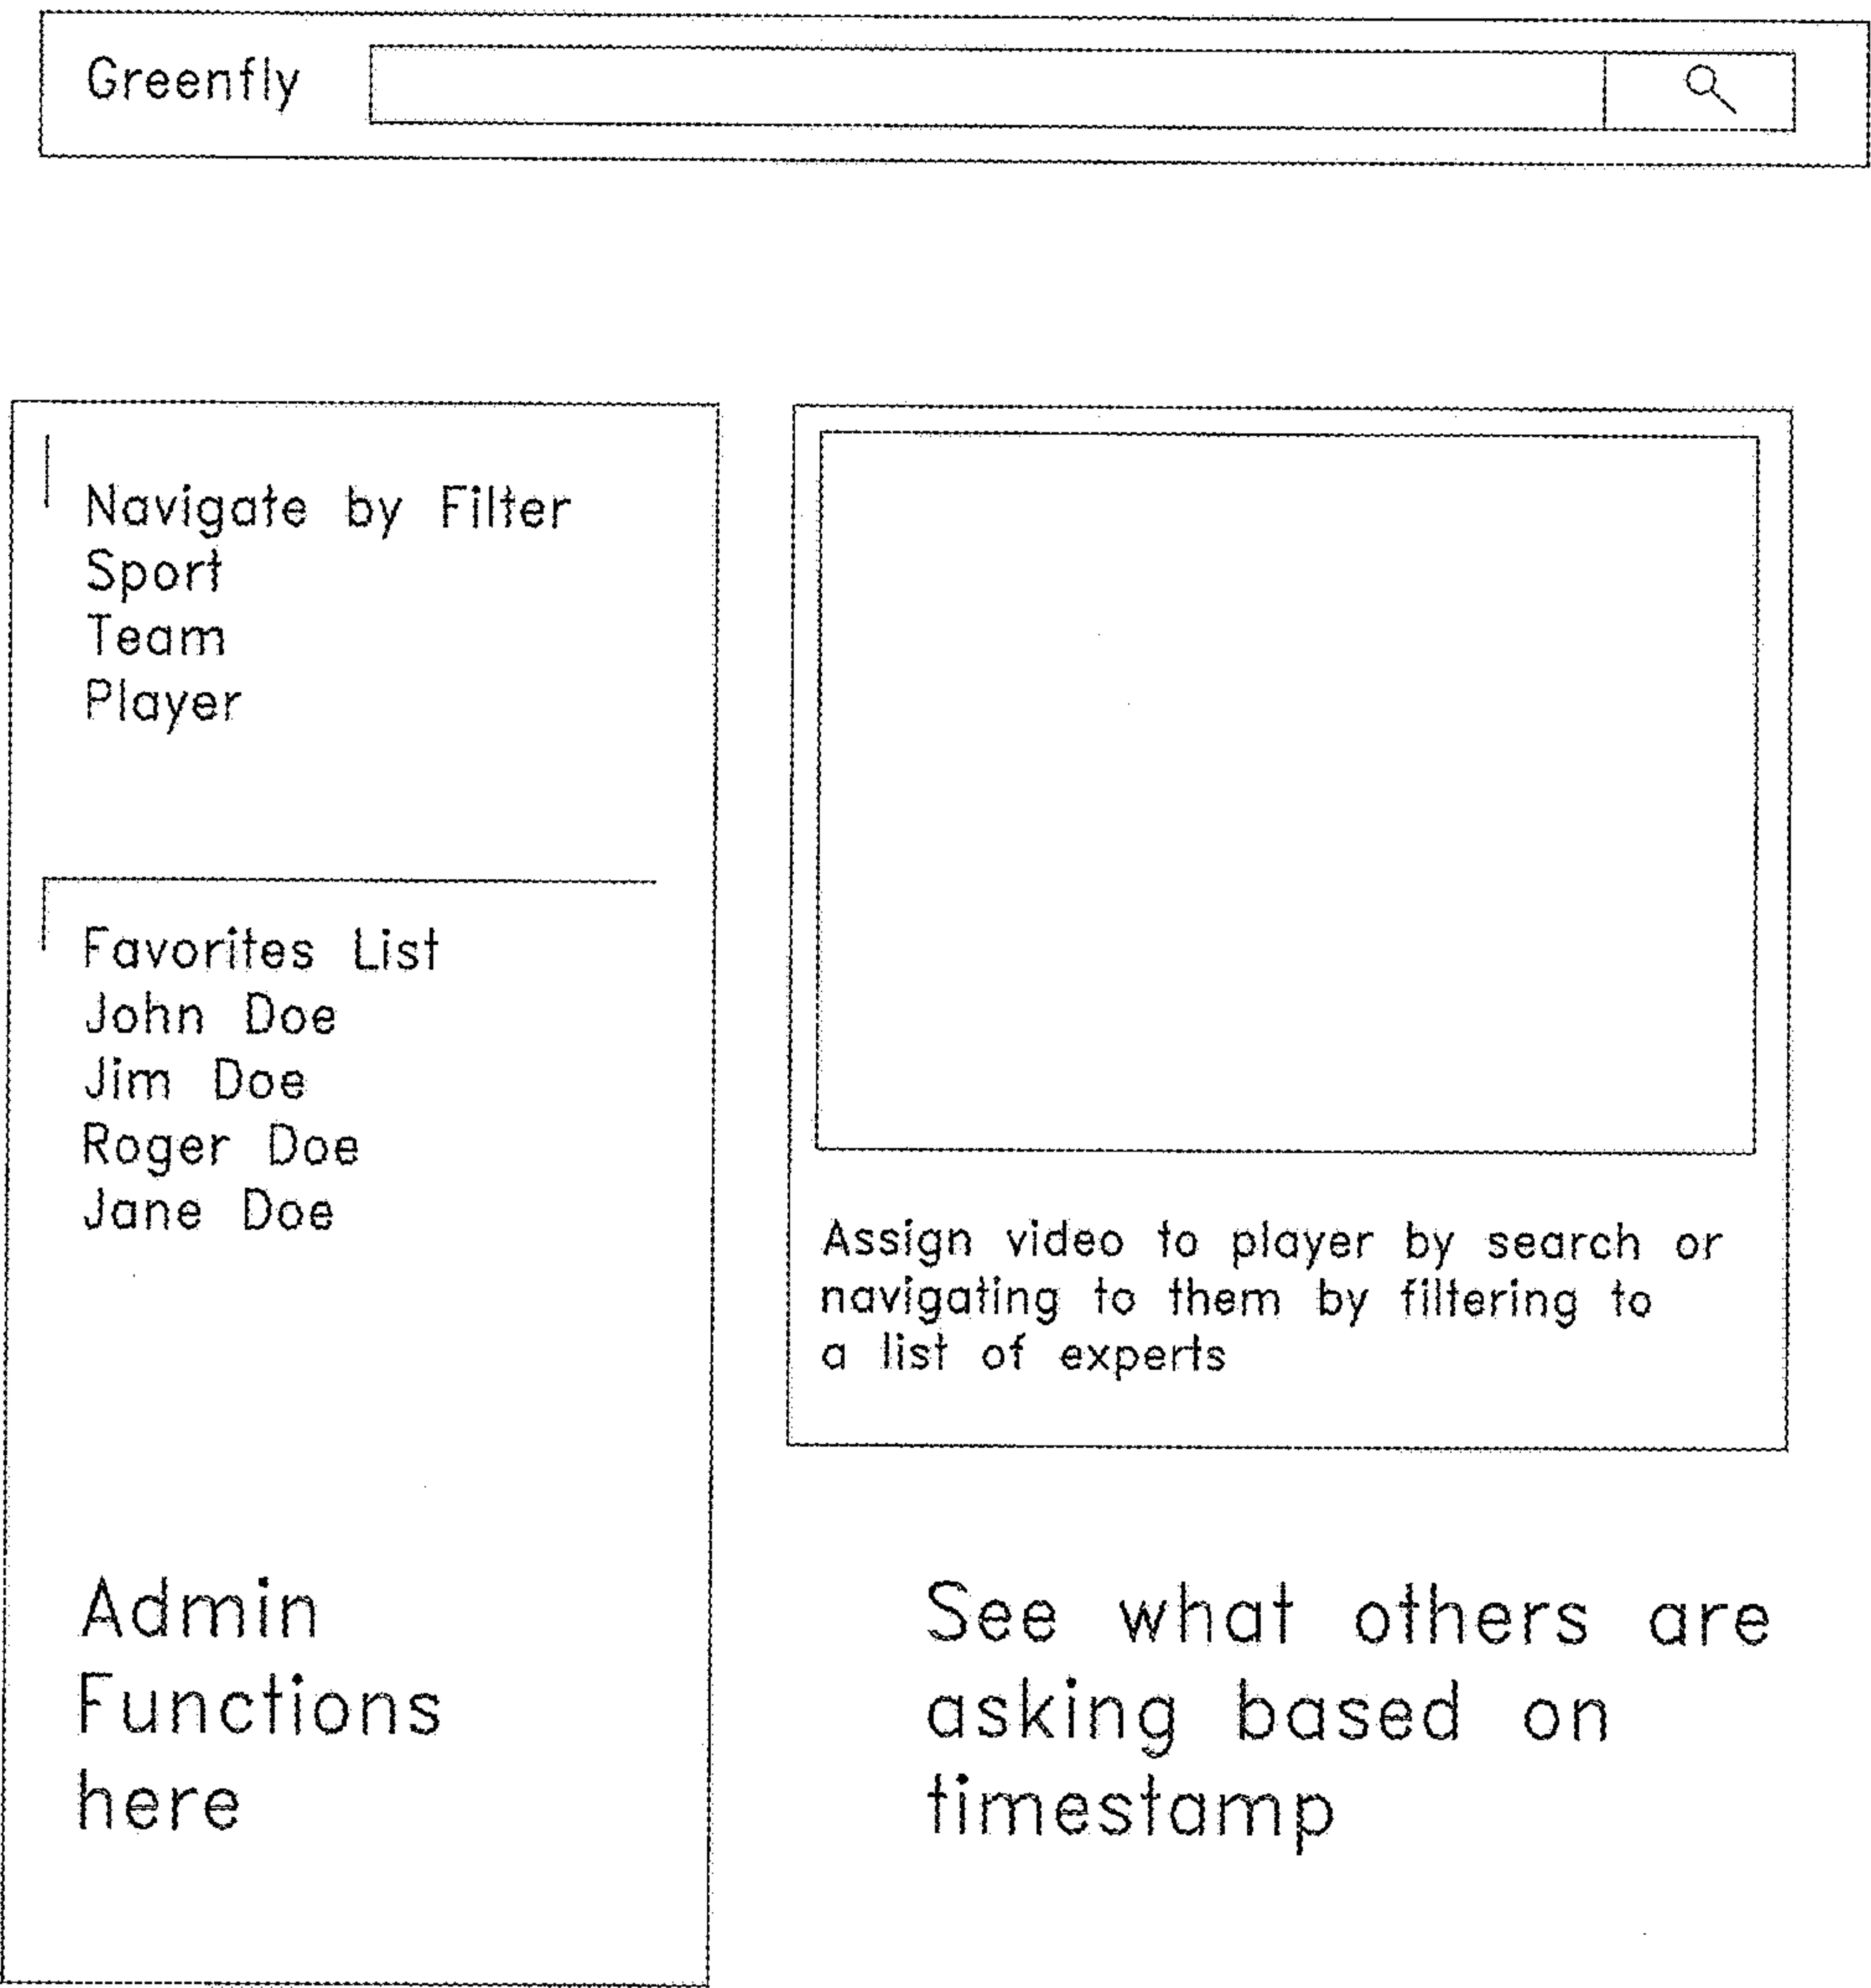 Greenfly
Navigate by Filter
Sport
Team
Player
Favorites List
John Doe
Jim Doe
Roger Doe
Jane Doe
Admin
Functions
here
Assign video to player by search or
navigating to them by filtering to
a list of experts
See what others are
asking based on
timestamp